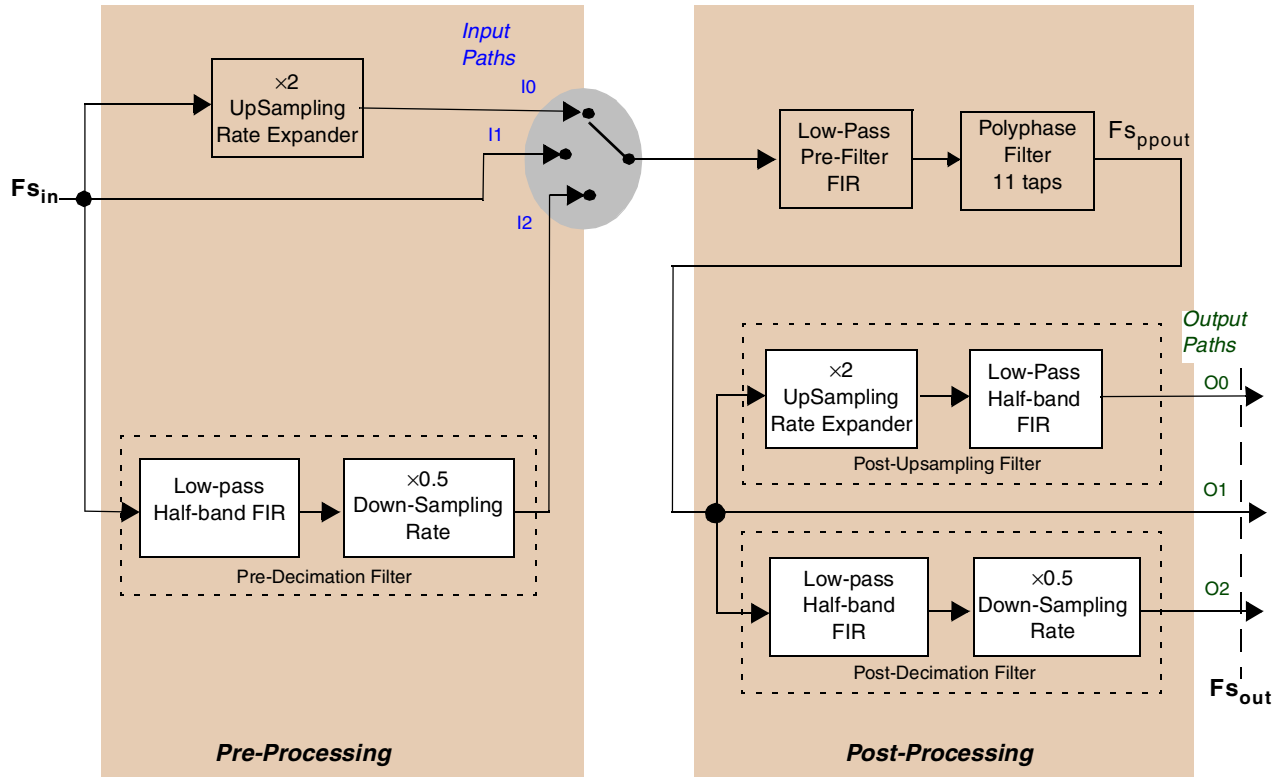 Input
Paths
×2
UpSampling
Rate Expander
I0
I1
I2
Fsin
Low-Pass
Pre-Filter
FIR
Polyphase
Filter
11 taps
Fsppout
Low-pass
Half-band FIR
×0.5
Down-Sampling
Rate
Pre-Decimation Filter
×2
UpSampling
Rate Expander
Low-Pass
Half-band
FIR
Post-Upsampling Filter
Output
Paths
O0
O1
O2
Low-pass
Half-band
FIR
×0.5
Down-Sampling
Rate
Post-Decimation Filter
Fsout
Pre-Processing
Post-Processing